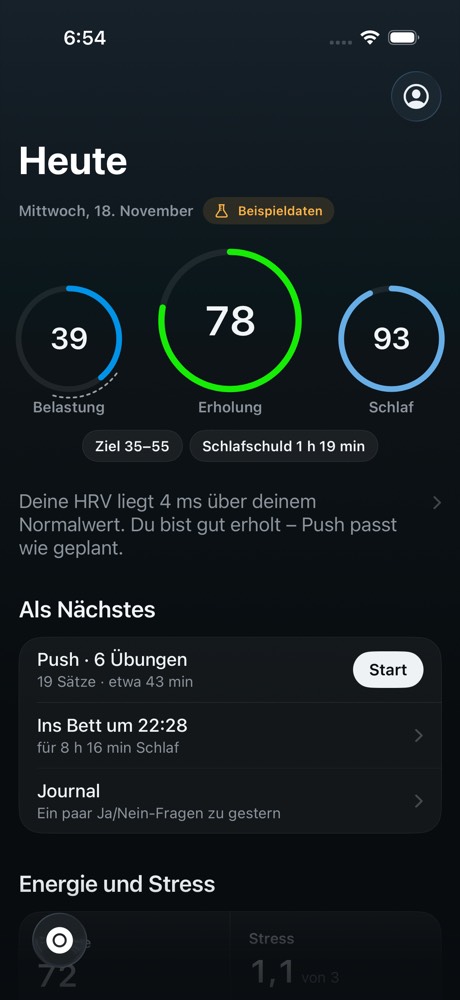 6:54
Heute
Mittwoch, 18. November
Beispieldaten
39
78
93
Belastung
Erholung
Schlaf
Ziel 35–55
Schlafschuld 1 h 19 min
Deine HRV liegt 4 ms über deinem
Normalwert. Du bist gut erholt – Push passt
wie geplant.
Als Nächstes
Push · 6 Übungen
19 Sätze · etwa 43 min
Start
Ins Bett um 22:28
für 8 h 16 min Schlaf
Journal
Ein paar Ja/Nein-Fragen zu gestern
Energie und Stress
Stress
72
1,1 von 3